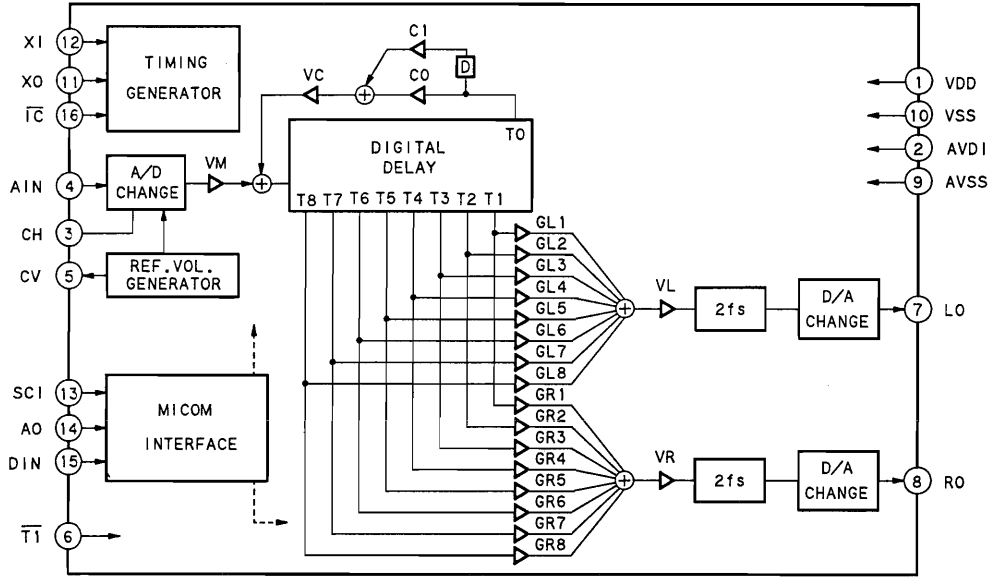 XI 12
XO 11
IC 16
TIMING
GENERATOR
C1
D
VC
C0
1 VDD
10 VSS
2 AVDI
9 AVSS
TO
DIGITAL
DELAY
T8 T7 T6 T5 T4 T3 T2 T1
AIN 4
A/D
CHANGE
VM
+
+
CH 3
CV 5
REF.VOL.
GENERATOR
GL1
GL2
GL3
GL4
GL5
GL6
GL7
GL8
+
VL
2fs
D/A
CHANGE
7 LO
SCI 13
AO 14
DIN 15
MICOM
INTERFACE
GR1
GR2
GR3
GR4
GR5
GR6
GR7
GR8
+
VR
2fs
D/A
CHANGE
8 RO
T1 6